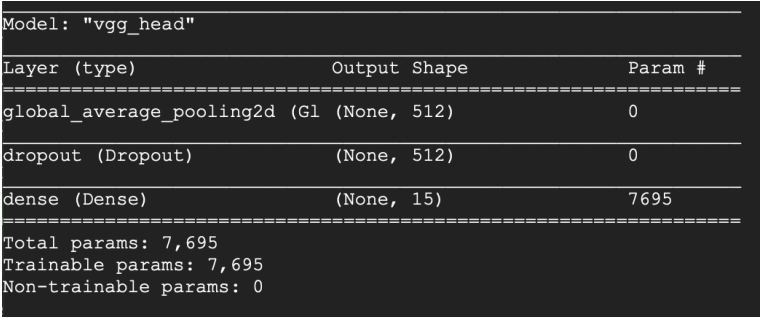 Model: "vgg_head"
Layer (type) Output Shape Param #
global_average_pooling2d (Gl (None, 512) 0
dropout (Dropout) (None, 512) 0
dense (Dense) (None, 15) 7695
Total params: 7,695
Trainable params: 7,695
Non-trainable params: 0